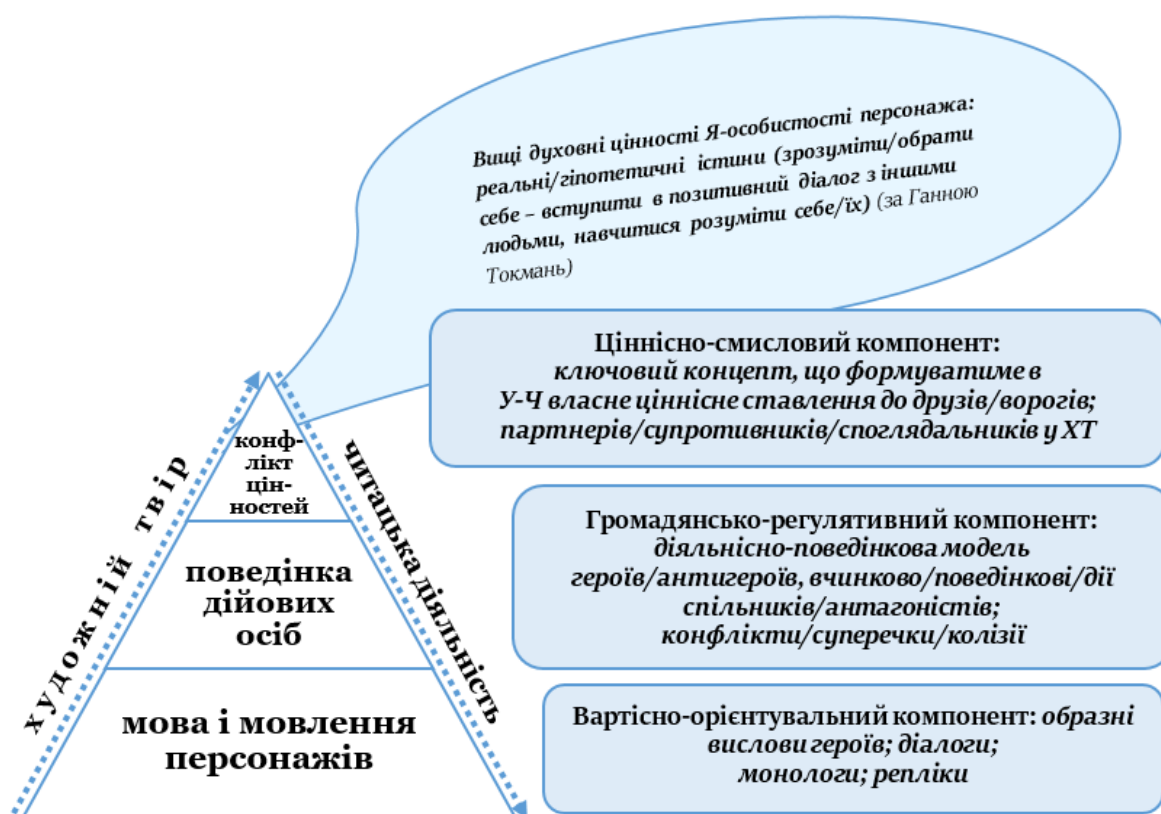 Вищі духовні цінності Я-особистості персонажа:
реальні/гіпотетичні істини (зрозуміти/обрати
себе – вступити в позитивний діалог з іншими
людьми, навчитися розуміти себе/їх) (за Ганною
Токмань)
Ціннісно-смисловий компонент:
ключовий концепт, що формуватиме в
У-Ч власне ціннісне ставлення до друзів/ворогів;
партнерів/супротивників/споглядальників у ХТ
художній твір
конф-
лікт
цін-
ностей
читацька діяльність
Громадянсько-регулятивний компонент:
діяльнісно-поведінкова модель
героїв/антигероїв, вчинково/поведінкові/дії
спільників/антагоністів;
конфлікти/суперечки/колізії
поведінка
дійових
осіб
мова і мовлення
персонажів
Вартісно-орієнтувальний компонент: образні
вислови героїв; діалоги;
монологи; репліки